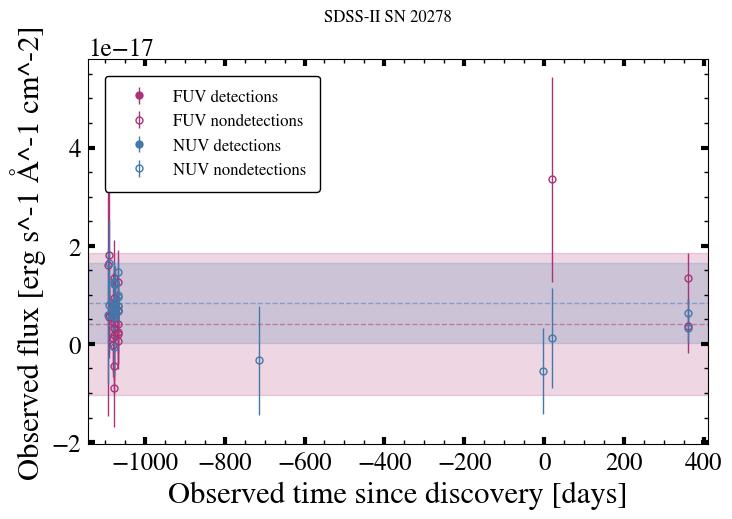 SDSS-II SN 20278
1e−17
FUV detections
FUV nondetections
NUV detections
NUV nondetections
4
2
0
−2
−1000 −800 −600 −400 −200 0 200 400
Observed time since discovery [days]
Observed flux [erg s^-1 Å^-1 cm^-2]